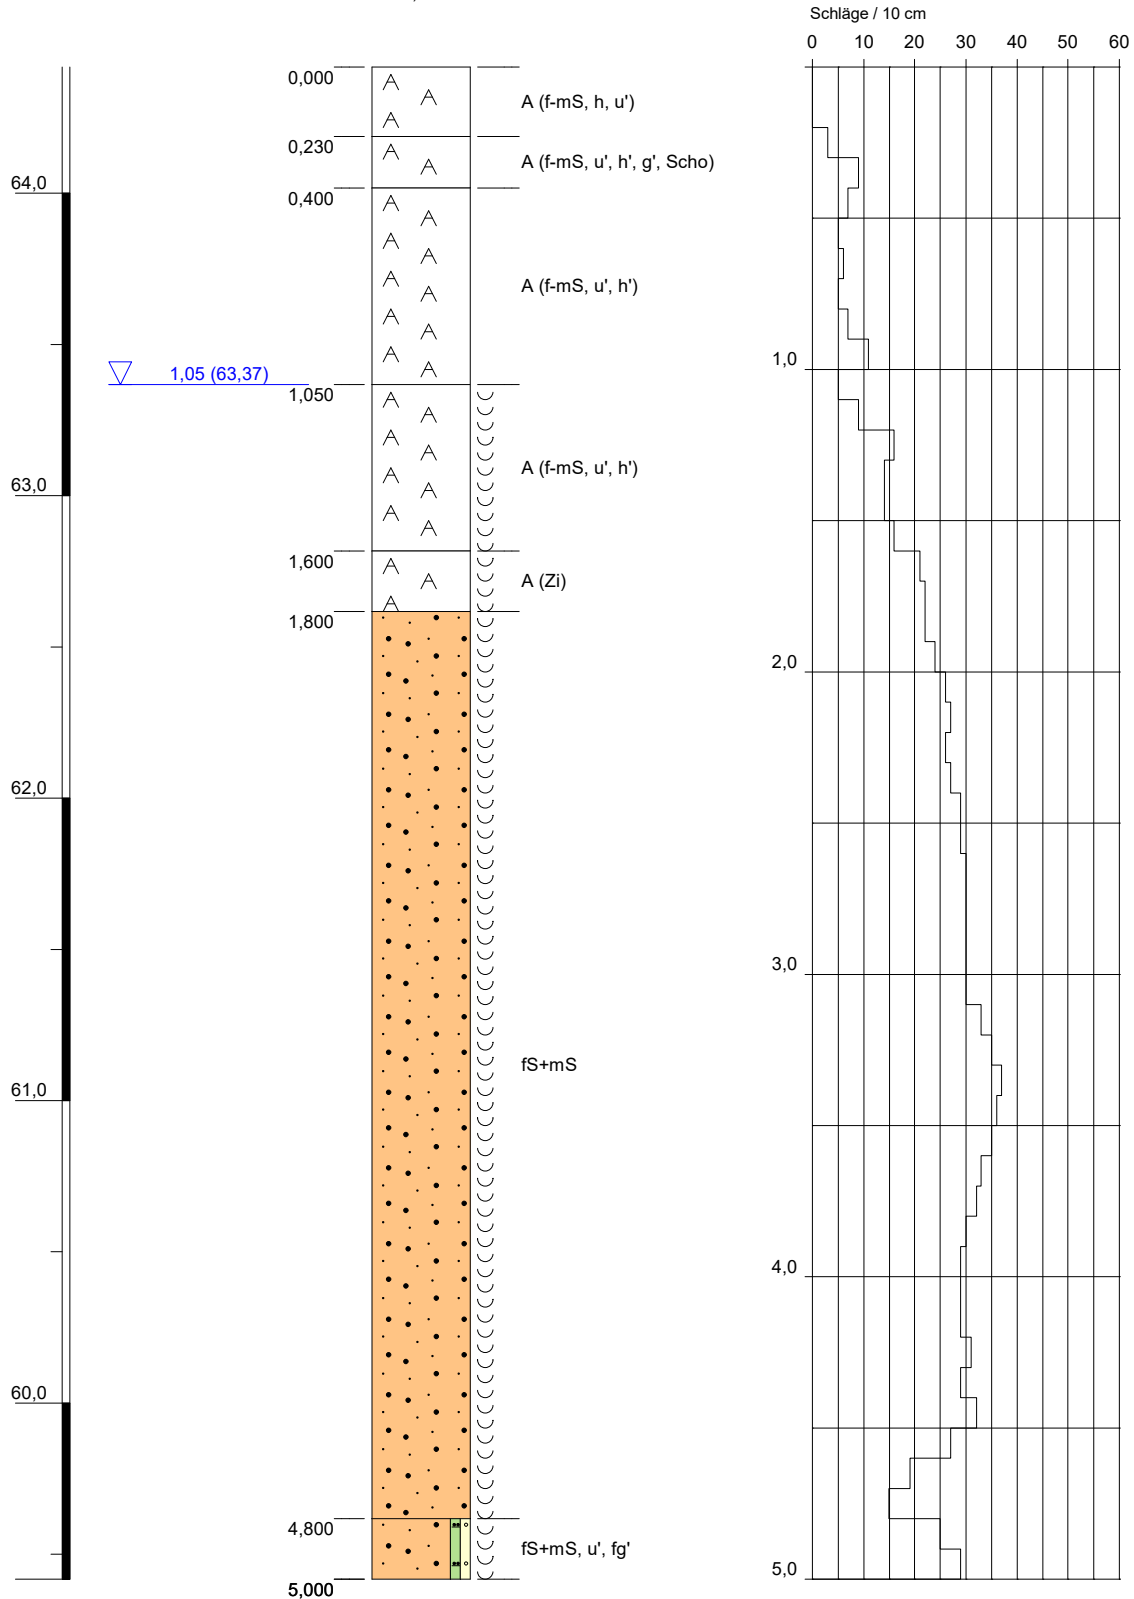 Schläge / 10 cm
0 10 20 30 40 50 60
0,000
A (f-mS, h, u')
0,230
A (f-mS, u', h', g', Scho)
64,0
0,400
A (f-mS, u', h')
1,0
1,05 (63,37)
1,050
A (f-mS, u', h')
63,0
1,600
A (Zi)
1,800
2,0
62,0
3,0
fS+mS
61,0
4,0
60,0
4,800
fS+mS, u', fg'
5,0
5,000